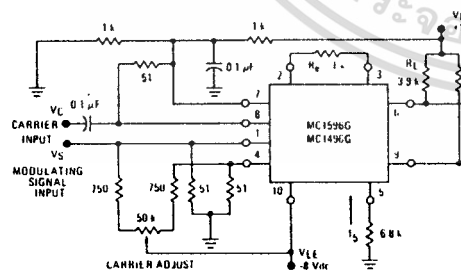 1 k
1 k
51
0.1 µF
0.1 µF
Re
1 k
2
3
RL
3.9 k
VC
CARRIER
INPUT
VS
MODULATING
SIGNAL
INPUT
7
8
1
4
MC1596G
MC1496G
6
9
10
5
750
750
51
51
50 k
I5
6.8 k
CARRIER ADJUST
-8 Vdc